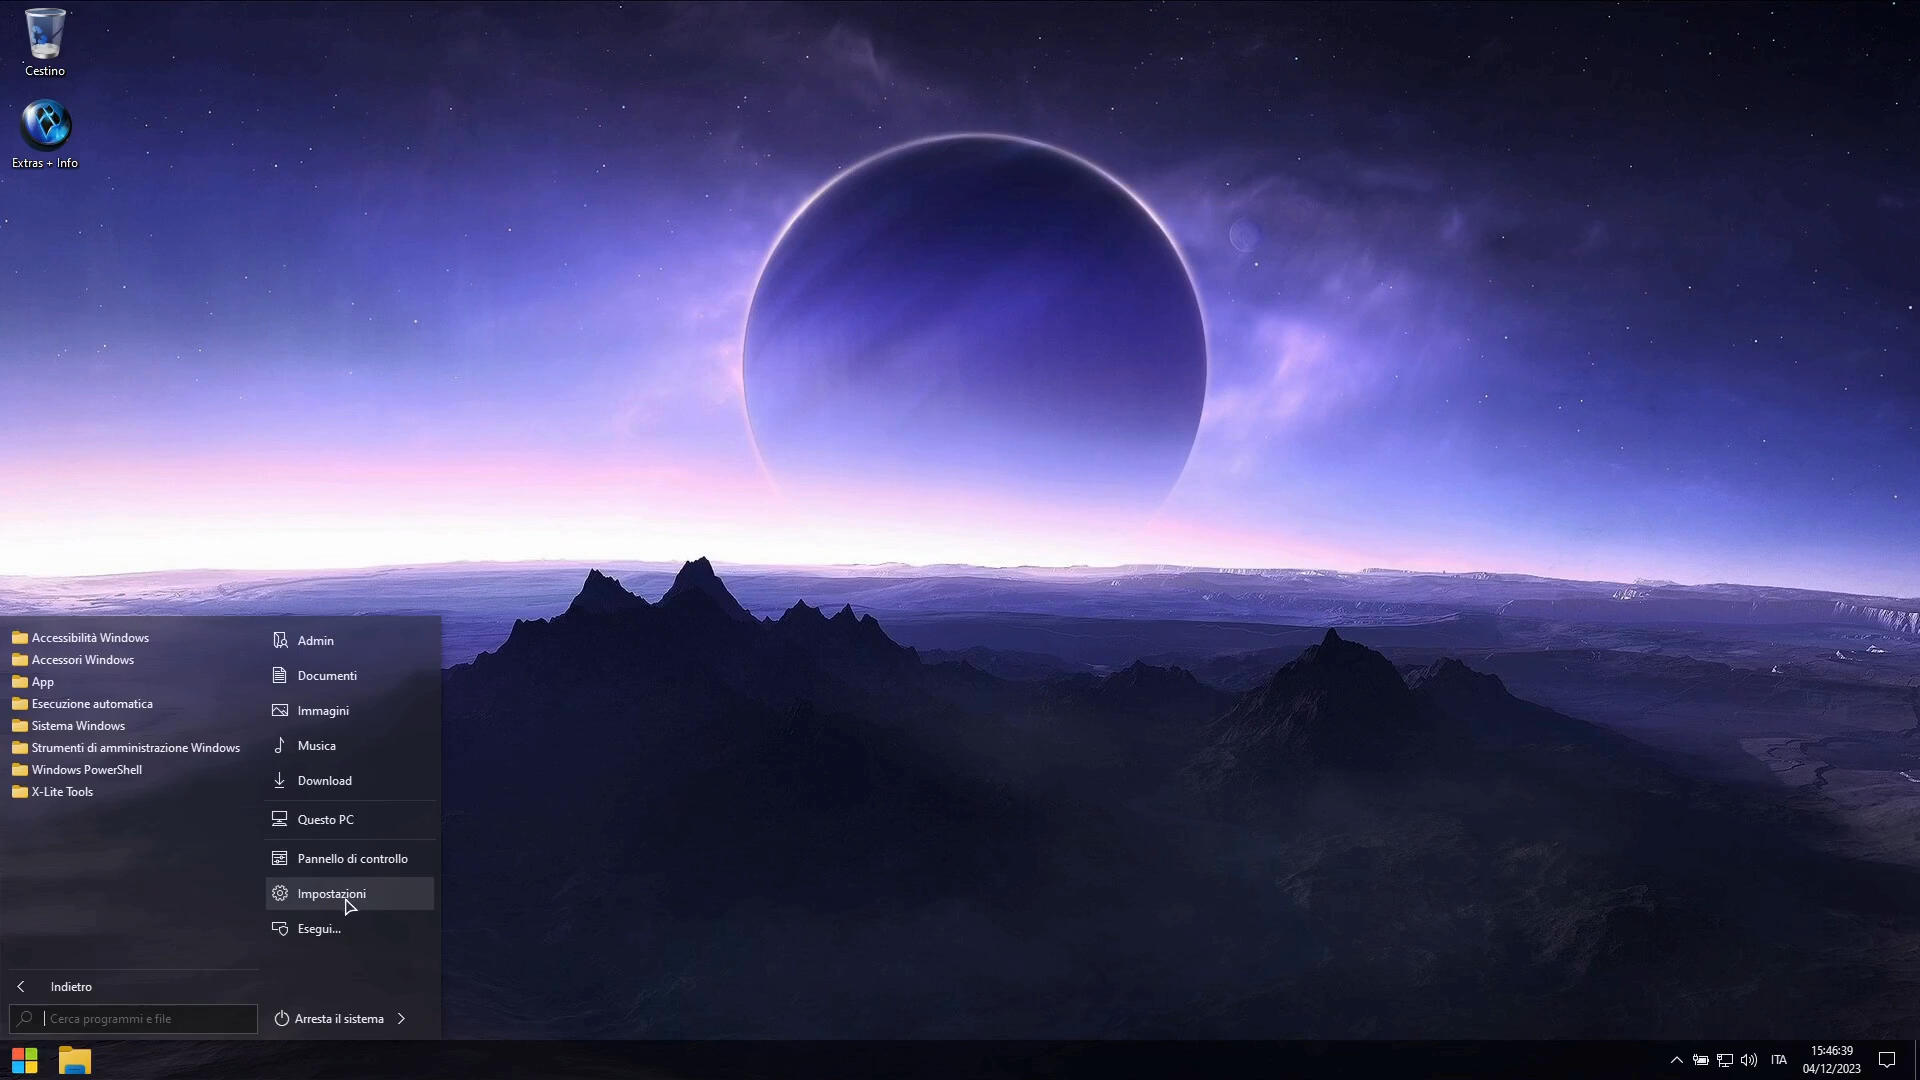 Cestino
Extras + Info
Accessibilità Windows
Accessori Windows
App
Esecuzione automatica
Sistema Windows
Strumenti di amministrazione Windows
Windows PowerShell
X-Lite Tools
Indietro
Cerca programmi e file
Admin
Documenti
Immagini
Musica
Download
Questo PC
Pannello di controllo
Impostazioni
Esegui...
Arresta il sistema
ITA
15:46:39
04/12/2023